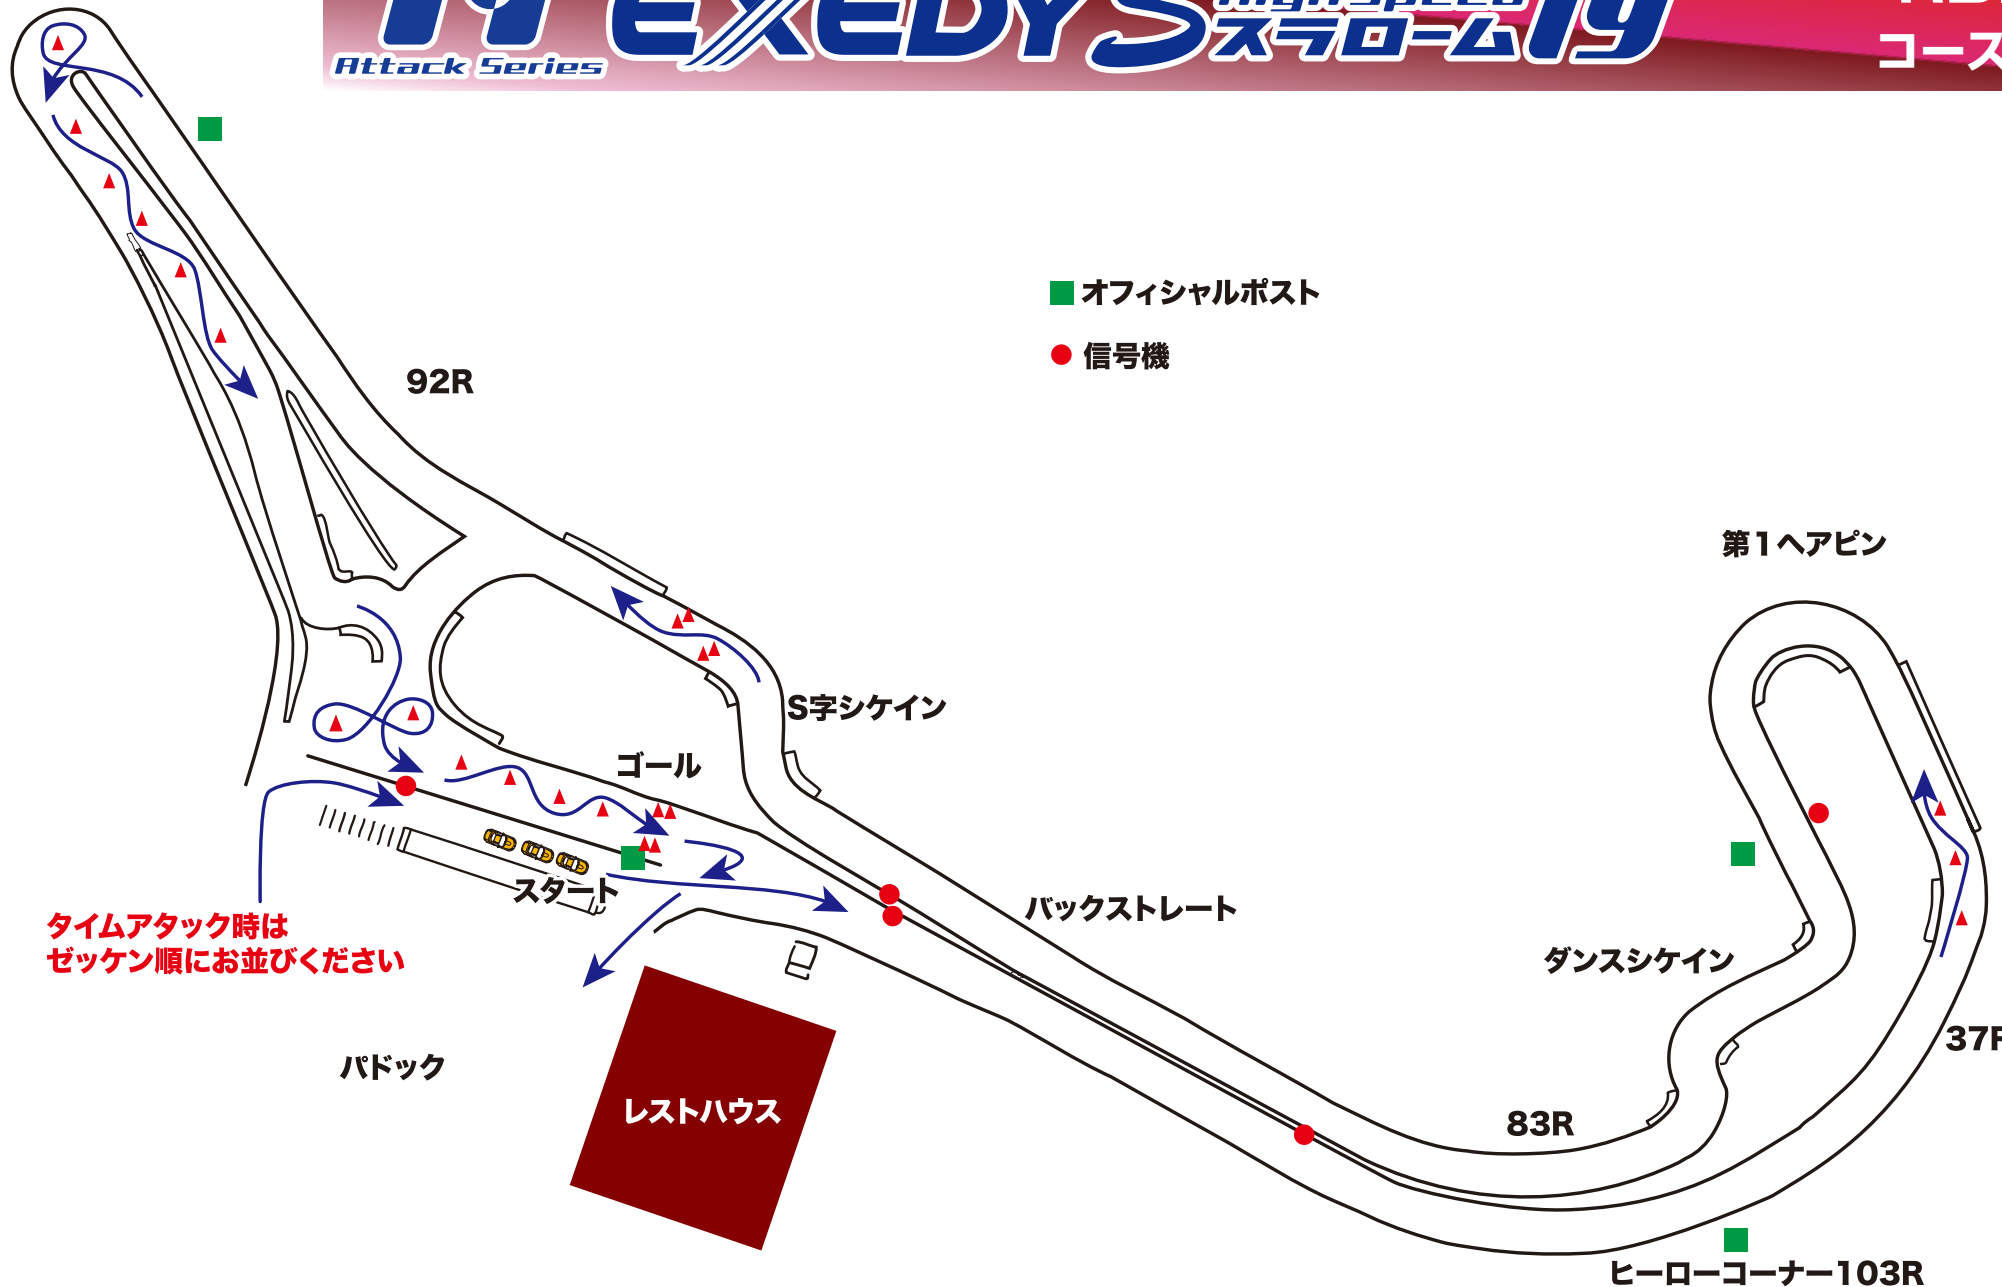 Attack Series
EXEDY
スラローム
19
コース
オフィシャルポスト
信号機
92R
第1ヘアピン
S字シケイン
ゴール
スタート
バックストレート
ダンスシケイン
タイムアタック時は
ゼッケン順にお並びください
37R
パドック
レストハウス
83R
ヒーローコーナー103R